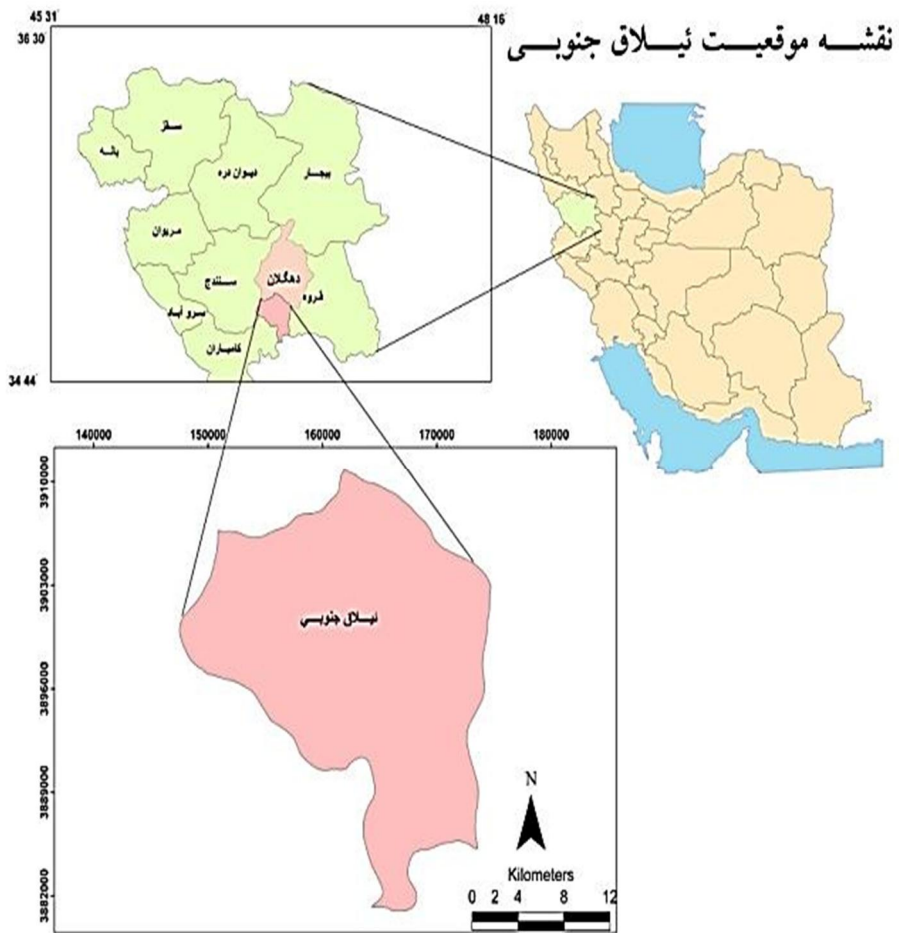 نقشه موقعیت ئیلاق جنوبی
45 31'
48 16'
36 30'
34 44'
سقز
بانه
دیوان دره
بیجار
مریوان
سنندج
دهگلان
قروه
سرو آباد
کامیاران
140000
150000
160000
170000
180000
3910000
3903000
3896000
3889000
3882000
ئیلاق جنوبي
N
Kilometers
0 2 4 8 12